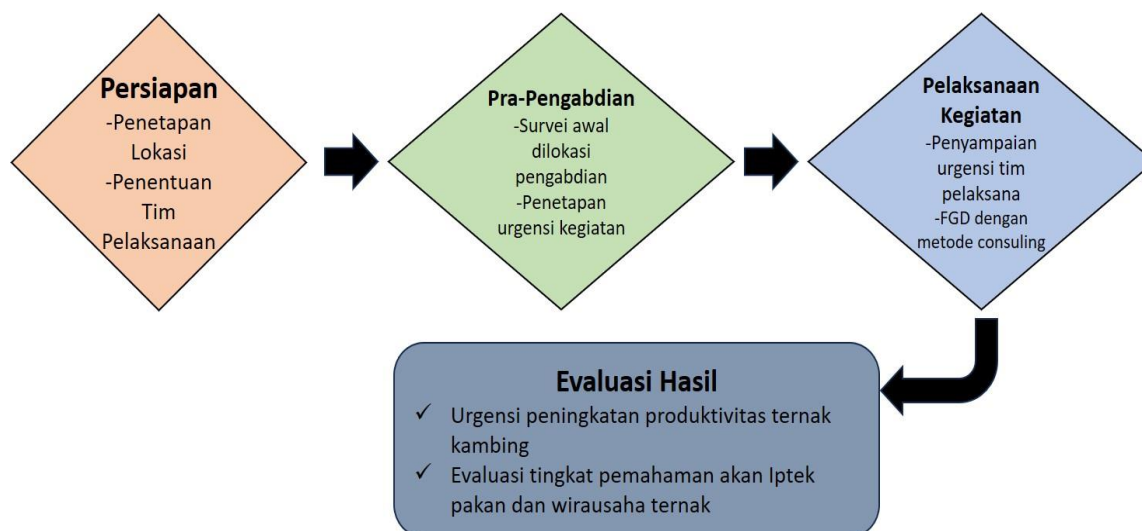 Persiapan
-Penetapan
Lokasi
-Penentuan
Tim
Pelaksanaan
Pra-Pengabdian
-Survei awal
dilokasi
pengabdian
-Penetapan
urgensi kegiatan
Pelaksanaan
Kegiatan
-Penyampaian
urgensi tim
pelaksana
-FGD dengan
metode consuling
Evaluasi Hasil
✓ Urgensi peningkatan produktivitas ternak
kambing
✓ Evaluasi tingkat pemahaman akan Iptek
pakan dan wirausaha ternak